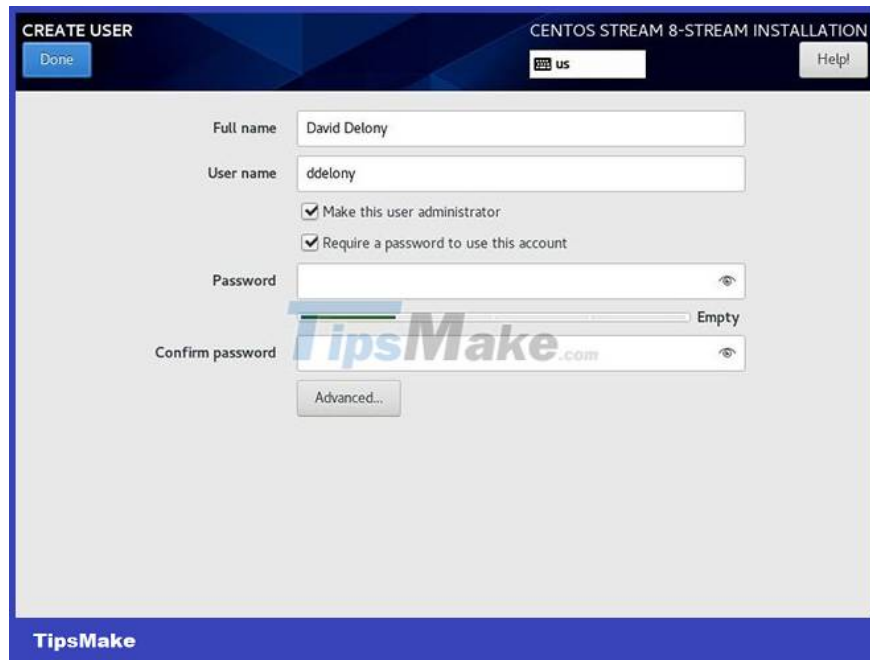 CREATE USER
CENTOS STREAM 8-STREAM INSTALLATION
Done
us
Help!
Full name
David Delony
User name
ddelony
Make this user administrator
Require a password to use this account
Password
Empty
TipsMake.com
Confirm password
Advanced...
TipsMake